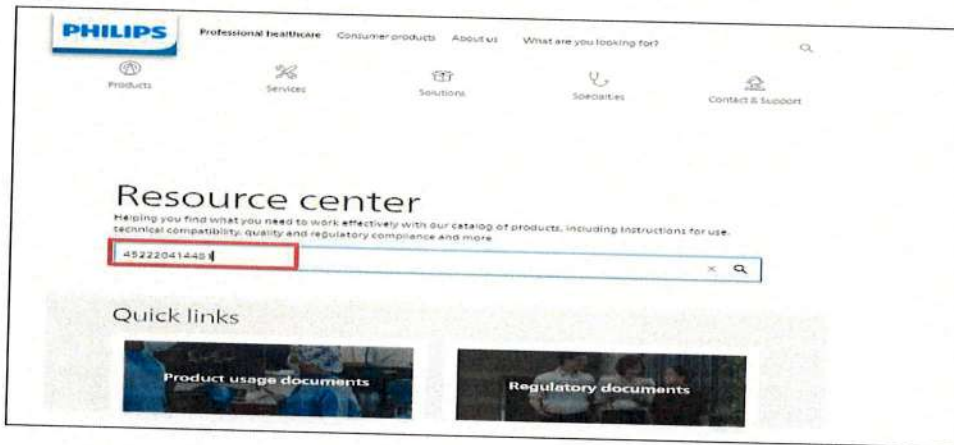 PHILIPS
Professional healthcare Consumer products About us What are you looking for?
Products Services Solutions Specialties Contact & Support
Resource center
Helping you find what you need to work effectively with our catalog of products, including instructions for use,
technical compatibility, quality and regulatory compliance and more
×
Quick links
Product usage documents Regulatory documents